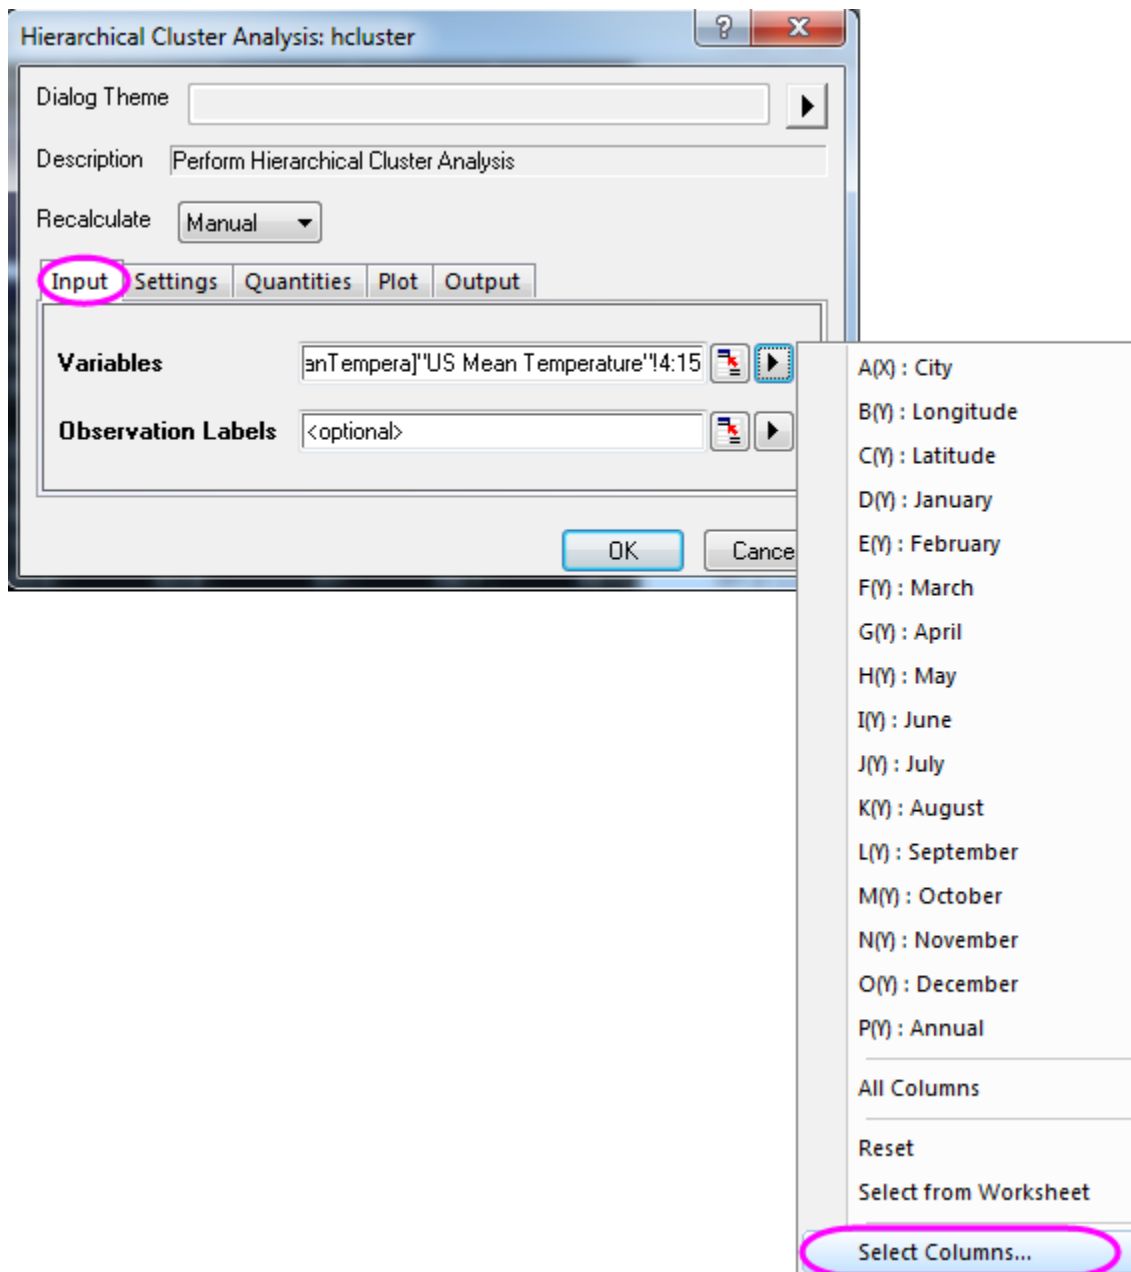 Hierarchical Cluster Analysis: hcluster
Dialog Theme
Description Perform Hierarchical Cluster Analysis
Recalculate Manual
Input Settings Quantities Plot Output
Variables anTempera]"US Mean Temperature"!4:15
Observation Labels <optional>
OK Cance
A(X) : City
B(Y) : Longitude
C(Y) : Latitude
D(Y) : January
E(Y) : February
F(Y) : March
G(Y) : April
H(Y) : May
I(Y) : June
J(Y) : July
K(Y) : August
L(Y) : September
M(Y) : October
N(Y) : November
O(Y) : December
P(Y) : Annual
All Columns
Reset
Select from Worksheet
Select Columns...